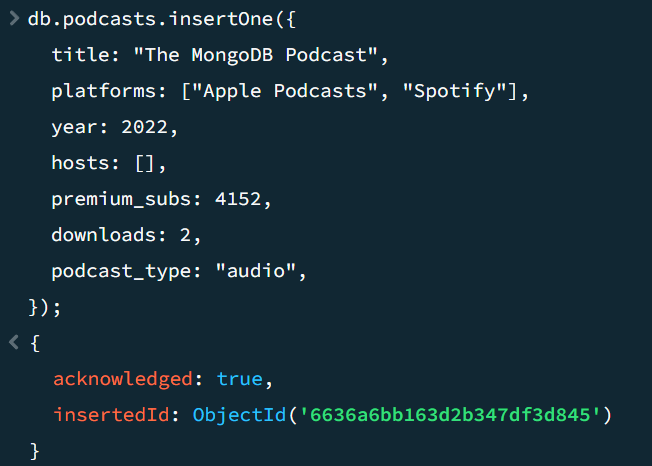 > db.podcasts.insertOne({
title: "The MongoDB Podcast",
platforms: ["Apple Podcasts", "Spotify"],
year: 2022,
hosts: [],
premium_subs: 4152,
downloads: 2,
podcast_type: "audio",
});
< {
acknowledged: true,
insertedId: ObjectId('6636a6bb163d2b347df3d845')
}